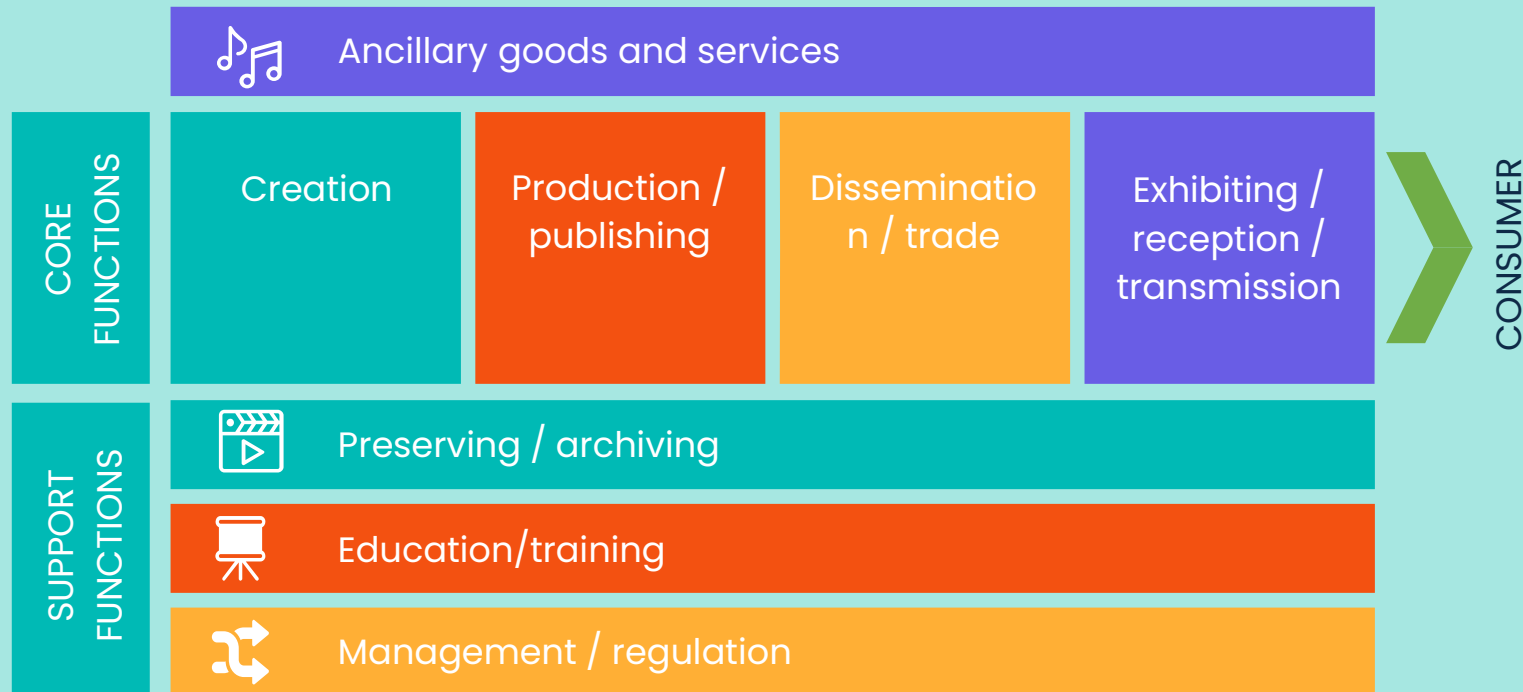 Ancillary goods and services
CORE
FUNCTIONS
Creation
Production /
publishing
Disseminatio
n / trade
Exhibiting /
reception /
transmission
CONSUMER
SUPPORT
FUNCTIONS
Preserving / archiving
Education/training
Management / regulation